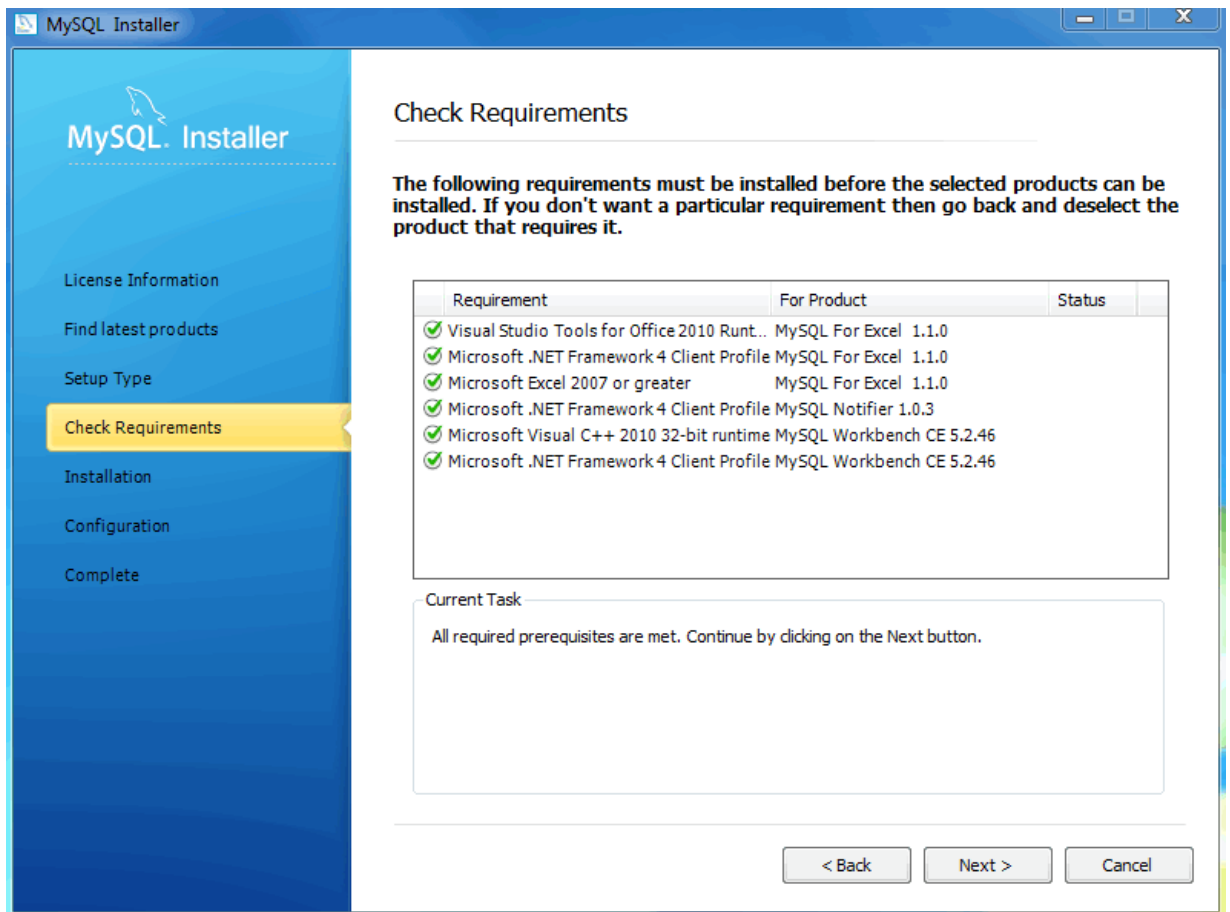 MySQL Installer
MySQL. Installer
License Information
Find latest products
Setup Type
Check Requirements
Installation
Configuration
Complete
Check Requirements
The following requirements must be installed before the selected products can be
installed. If you don't want a particular requirement then go back and deselect the
product that requires it.
Requirement For Product Status
Visual Studio Tools for Office 2010 Runt... MySQL For Excel 1.1.0
Microsoft .NET Framework 4 Client Profile MySQL For Excel 1.1.0
Microsoft Excel 2007 or greater MySQL For Excel 1.1.0
Microsoft .NET Framework 4 Client Profile MySQL Notifier 1.0.3
Microsoft Visual C++ 2010 32-bit runtime MySQL Workbench CE 5.2.46
Microsoft .NET Framework 4 Client Profile MySQL Workbench CE 5.2.46
Current Task
All required prerequisites are met. Continue by clicking on the Next button.
< Back Next > Cancel